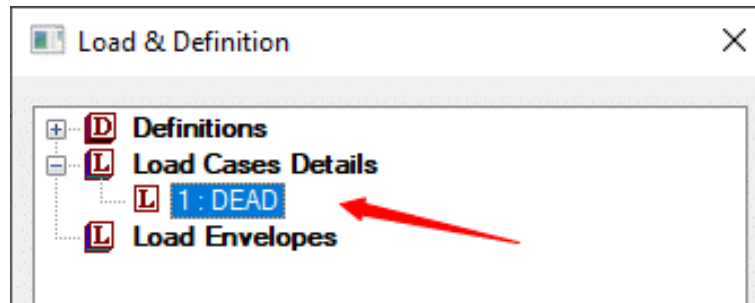 Load & Definition
D Definitions
L Load Cases Details
L 1 : DEAD
L Load Envelopes